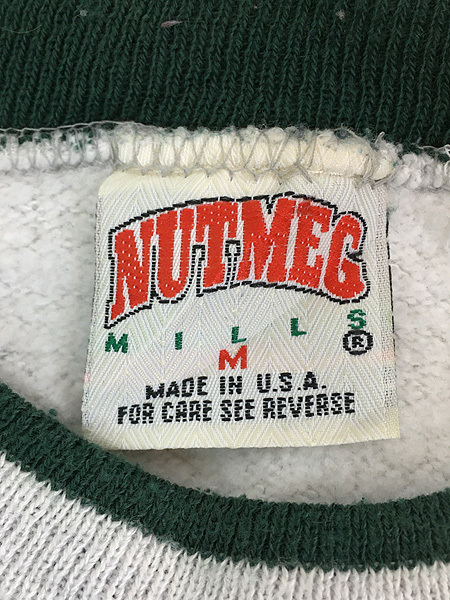 NUTMEG
MILLS
®
M
MADE IN U.S.A.
FOR CARE SEE REVERSE